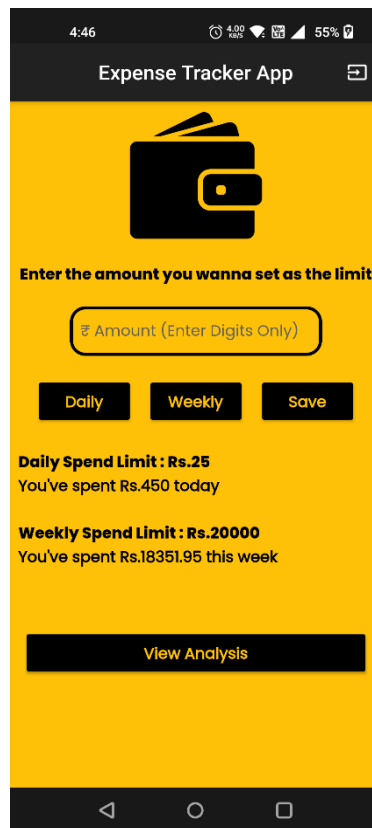 4:46 4.00 KB/S Vo LTE 55%
Expense Tracker App
Enter the amount you wanna set as the limit
₹ Amount (Enter Digits Only)
Daily Weekly Save
Daily Spend Limit : Rs.25
You've spent Rs.450 today
Weekly Spend Limit : Rs.20000
You've spent Rs.18351.95 this week
View Analysis